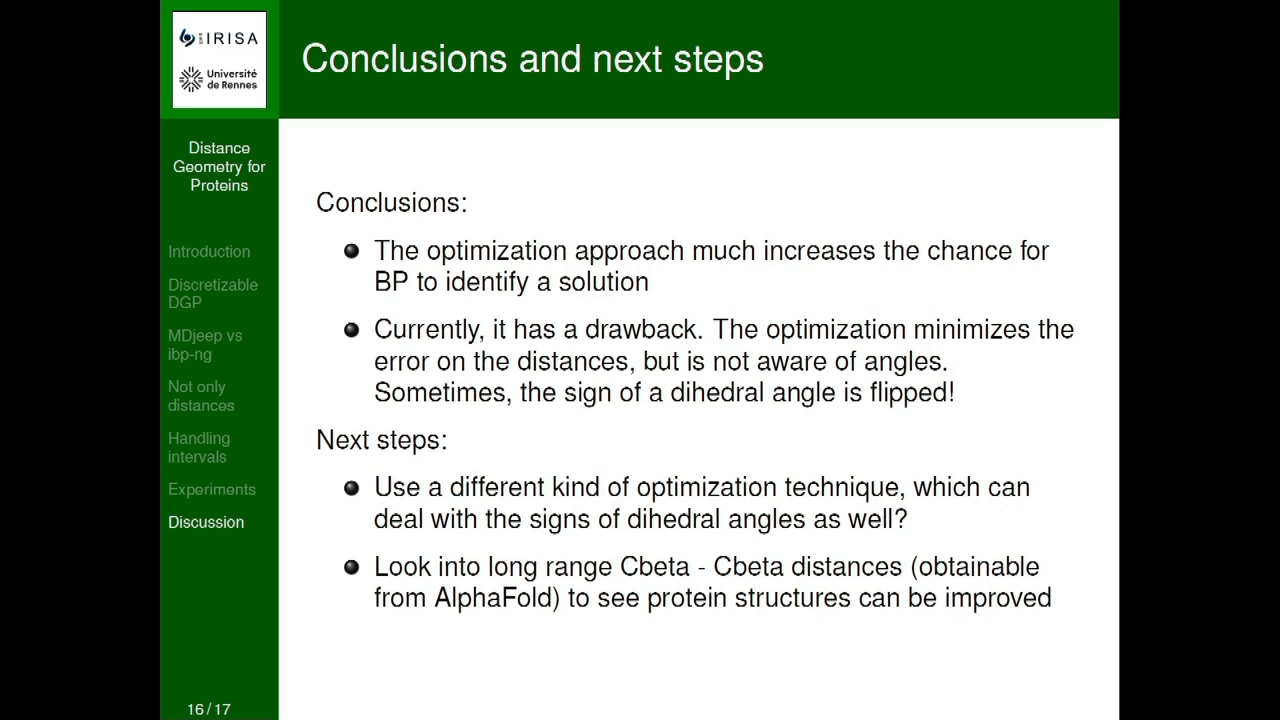 IRISA
Université
de Rennes
Conclusions and next steps
Distance
Geometry for
Proteins
Introduction
Discretizable
DGP
MDjeep vs
ibp-ng
Not only
distances
Handling
intervals
Experiments
Discussion
16 / 17
Conclusions:
The optimization approach much increases the chance for
BP to identify a solution
Currently, it has a drawback. The optimization minimizes the
error on the distances, but is not aware of angles.
Sometimes, the sign of a dihedral angle is flipped!
Next steps:
Use a different kind of optimization technique, which can
deal with the signs of dihedral angles as well?
Look into long range Cbeta - Cbeta distances (obtainable
from AlphaFold) to see protein structures can be improved